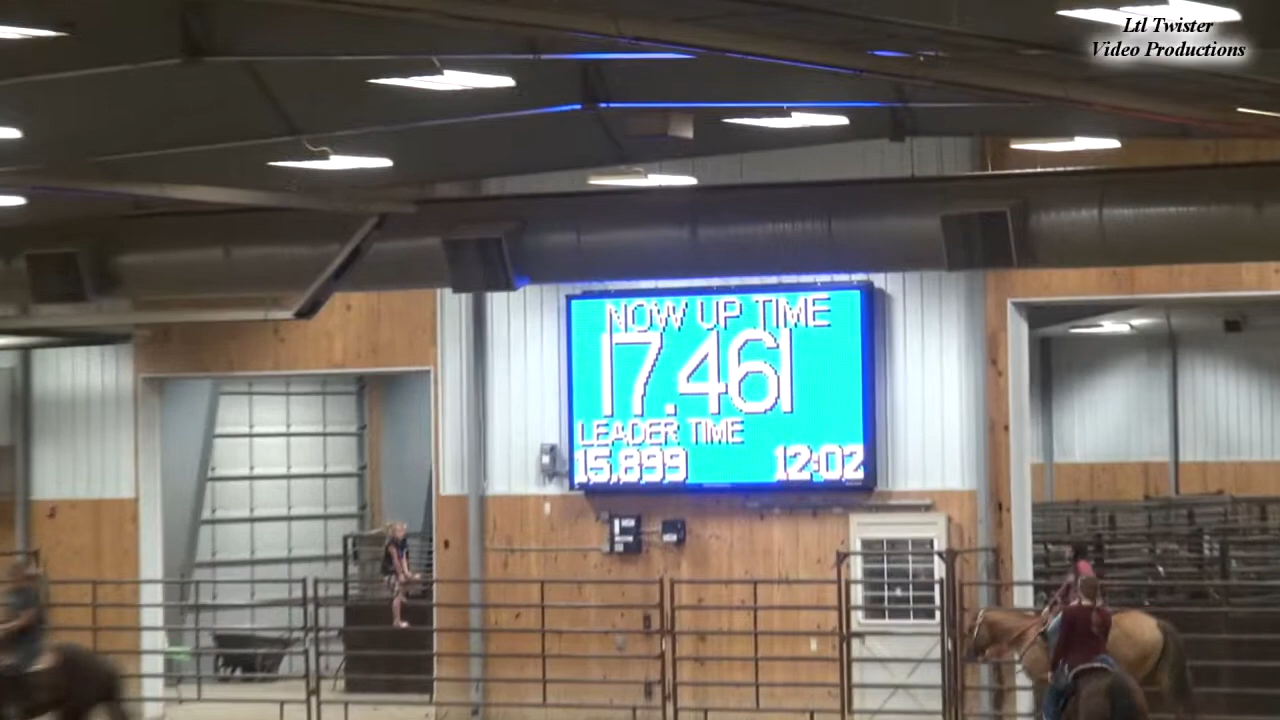 Ltl Twister
Video Productions
NOW UP TIME
17.461
LEADER TIME
15.899 12:02